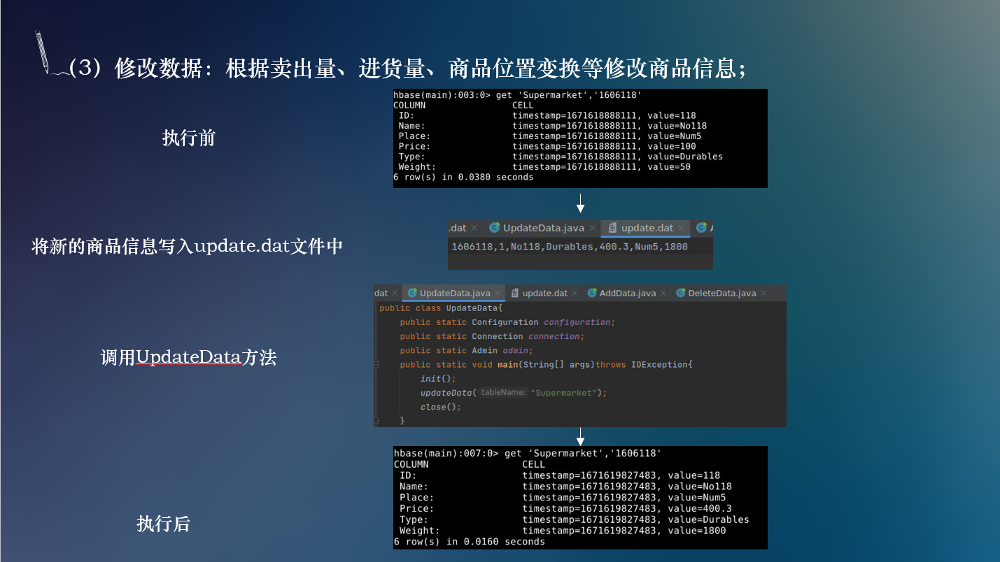 （3）修改数据：根据卖出量、进货量、商品位置变换等修改商品信息；
执行前
hbase(main):003:0> get 'Supermarket','1606118'
COLUMN CELL
ID: timestamp=1671618888111, value=118
Name: timestamp=1671618888111, value=No118
Place: timestamp=1671618888111, value=Num5
Price: timestamp=1671618888111, value=100
Type: timestamp=1671618888111, value=Durables
Weight: timestamp=1671618888111, value=50
6 row(s) in 0.0380 seconds
将新的商品信息写入update.dat文件中
.dat UpdateData.java update.dat
1606118,1,No118,Durables,400.3,Num5,1800
调用UpdateData方法
dat UpdateData.java update.dat AddData.java DeleteData.java
public class UpdateData{
public static Configuration configuration;
public static Connection connection;
public static Admin admin;
public static void main(String[] args)throws IOException{
init();
updateData( tableName: "Supermarket");
close();
}
执行后
hbase(main):007:0> get 'Supermarket','1606118'
COLUMN CELL
ID: timestamp=1671619827483, value=118
Name: timestamp=1671619827483, value=No118
Place: timestamp=1671619827483, value=Num5
Price: timestamp=1671619827483, value=400.3
Type: timestamp=1671619827483, value=Durables
Weight: timestamp=1671619827483, value=1800
6 row(s) in 0.0160 seconds